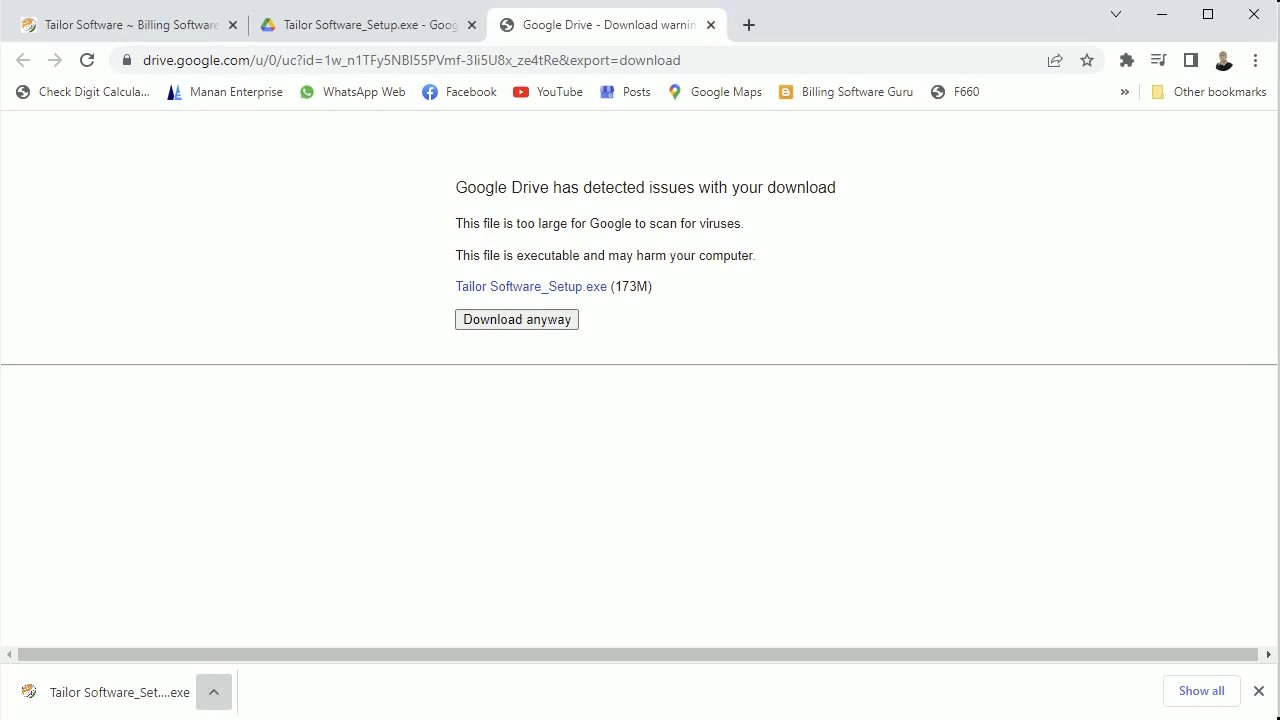 Tailor Software ~ Billing Software
Tailor Software_Setup.exe - Goog
Google Drive - Download warnin
drive.google.com/u/0/uc?id=1w_n1TFy5NBI55PVmf-3Ii5U8x_ze4tRe&export=download
Check Digit Calcula...
Manan Enterprise
WhatsApp Web
Facebook
YouTube
Posts
Google Maps
Billing Software Guru
F660
»
Other bookmarks
Google Drive has detected issues with your download
This file is too large for Google to scan for viruses.
This file is executable and may harm your computer.
Tailor Software_Setup.exe (173M)
Download anyway
Tailor Software_Set....exe
Show all